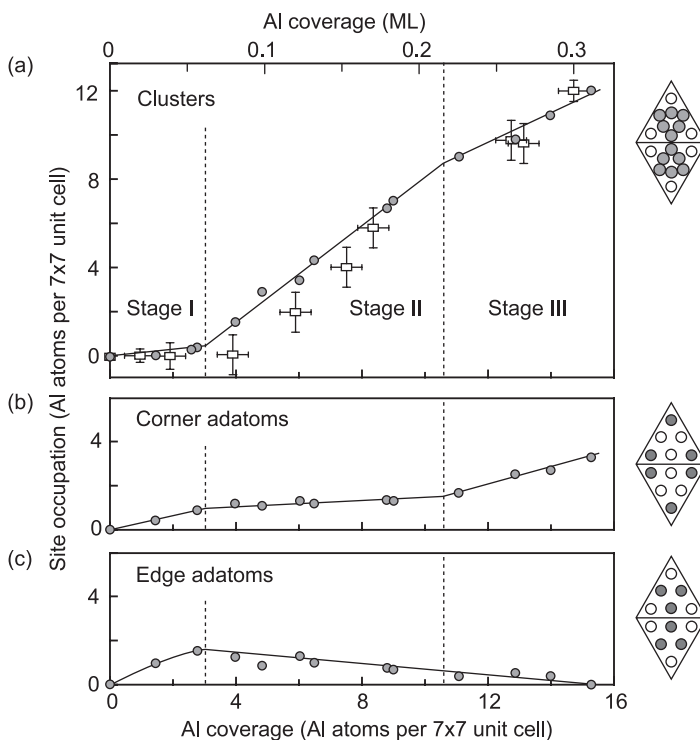 Al coverage (ML)
0 0.1 0.2 0.3
(a)
Clusters
12
8
4
0
Stage I
Stage II
Stage III
Site occupation (Al atoms per 7x7 unit cell)
(b)
Corner adatoms
4
0
(c)
Edge adatoms
4
0
0 4 8 12 16
Al coverage (Al atoms per 7x7 unit cell)